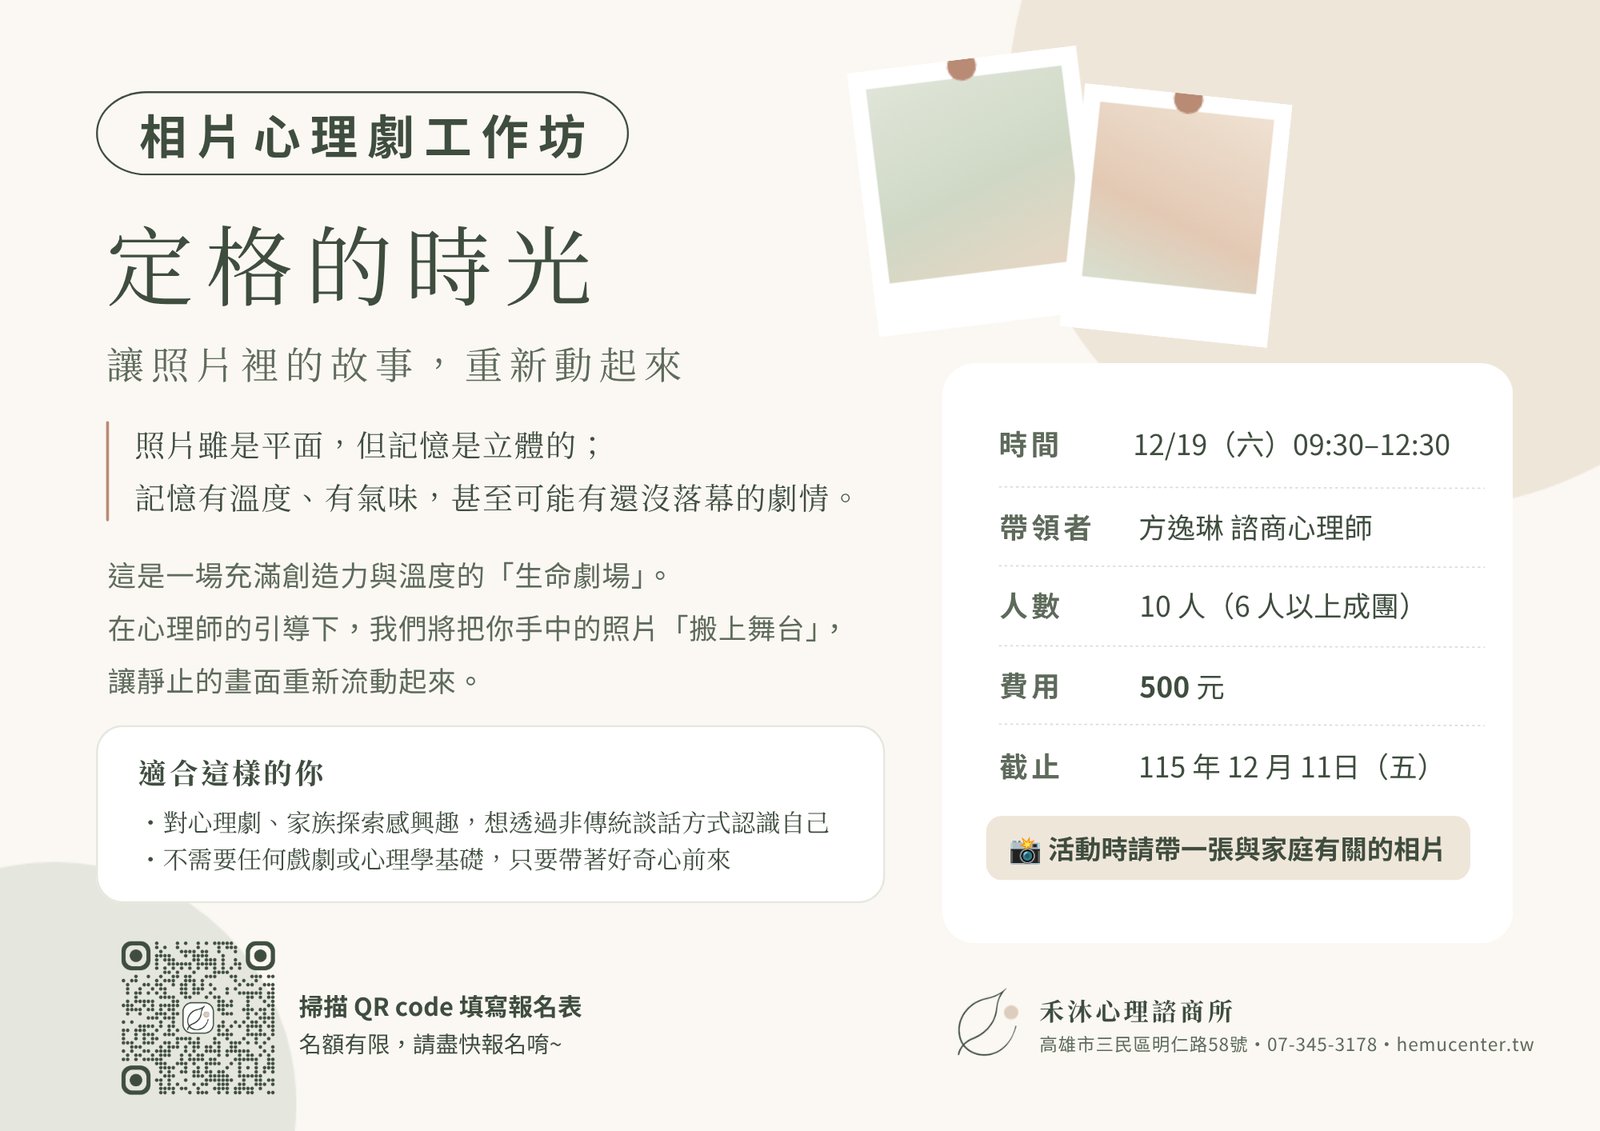 相片心理劇工作坊
定格的時光
讓照片裡的故事，重新動起來
照片雖是平面，但記憶是立體的；
記憶有溫度、有氣味，甚至可能有還沒落幕的劇情。
這是一場充滿創造力與溫度的「生命劇場」。
在心理師的引導下，我們將把你手中的照片「搬上舞台」，
讓靜止的畫面重新流動起來。
適合這樣的你
・對心理劇、家族探索感興趣，想透過非傳統談話方式認識自己
・不需要任何戲劇或心理學基礎，只要帶著好奇心前來
掃描 QR code 填寫報名表
名額有限，請盡快報名唷~
時間 12/19（六）09:30–12:30
帶領者 方逸琳 諮商心理師
人數 10 人（6 人以上成團）
費用 500 元
截止 115 年 12 月 11日（五）
📸 活動時請帶一張與家庭有關的相片
禾沐心理諮商所
高雄市三民區明仁路58號・07-345-3178・hemucenter.tw